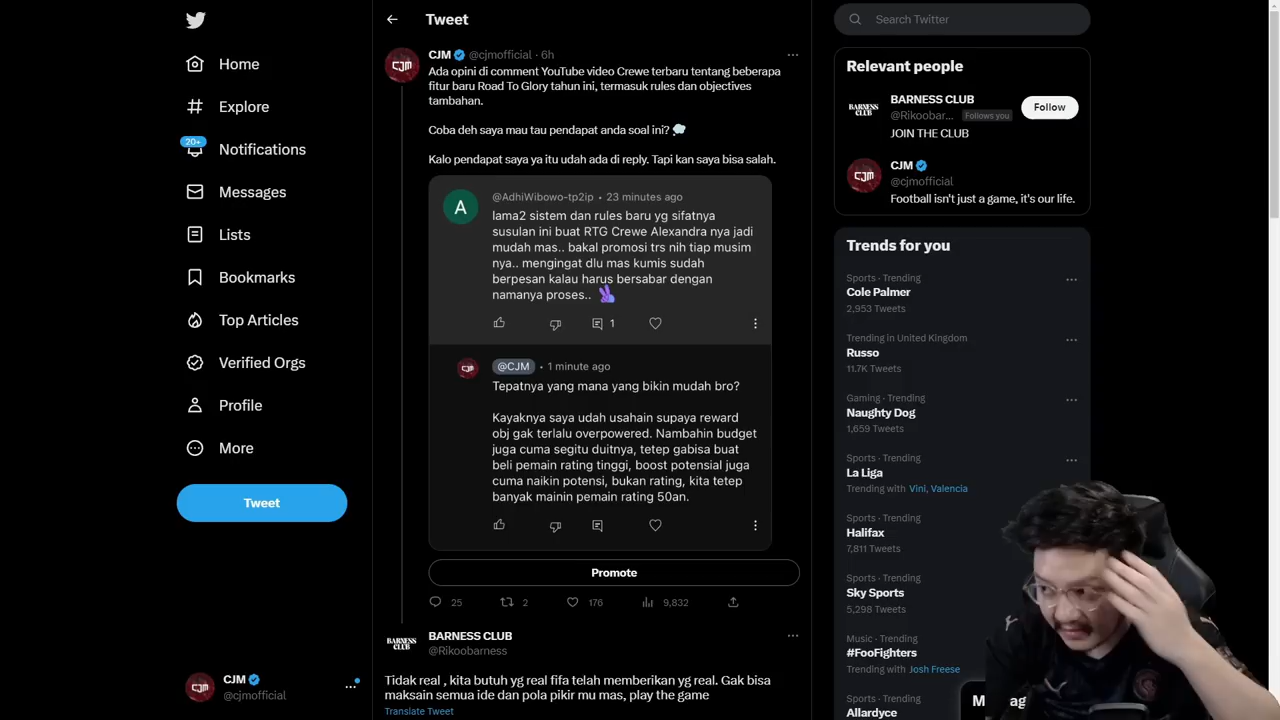 Home
Explore
20+
Notifications
Messages
Lists
Bookmarks
Top Articles
Verified Orgs
Profile
More
Tweet
CJM
@cjmofficial
Tweet
CJM @cjmofficial · 6h
Ada opini di comment YouTube video Crewe terbaru tentang beberapa
fitur baru Road To Glory tahun ini, termasuk rules dan objectives
tambahan.
Coba deh saya mau tau pendapat anda soal ini?
Kalo pendapat saya ya itu udah ada di reply. Tapi kan saya bisa salah.
A
@AdhiWibowo-tp2ip · 23 minutes ago
lama2 sistem dan rules baru yg sifatnya
susulan ini buat RTG Crewe Alexandra nya jadi
mudah mas.. bakal promosi trs nih tiap musim
nya.. mengingat dlu mas kumis sudah
berpesan kalau harus bersabar dengan
namanya proses..
1
@CJM · 1 minute ago
Tepatnya yang mana yang bikin mudah bro?
Kayaknya saya udah usahain supaya reward
obj gak terlalu overpowered. Nambahin budget
juga cuma segitu duitnya, tetep gabisa buat
beli pemain rating tinggi, boost potensial juga
cuma naikin potensi, bukan rating, kita tetep
banyak mainin pemain rating 50an.
Promote
25 2 176 9,832
BARNESS CLUB
@Rikoobarness
Tidak real , kita butuh yg real fifa telah memberikan yg real. Gak bisa
maksain semua ide dan pola pikir mu mas, play the game
Translate Tweet
Search Twitter
Relevant people
BARNESS CLUB
@Rikoobar... Follows you
JOIN THE CLUB
Follow
CJM
@cjmofficial
Football isn't just a game, it's our life.
Trends for you
Sports · Trending
Cole Palmer
2,953 Tweets
Trending in United Kingdom
Russo
11.7K Tweets
Gaming · Trending
Naughty Dog
1,659 Tweets
Sports · Trending
La Liga
Trending with Vini, Valencia
Sports · Trending
Halifax
7,811 Tweets
Sports · Trending
Sky Sports
5,298 Tweets
Music · Trending
#FooFighters
Trending with Josh Freese
Sports · Trending
Allardyce